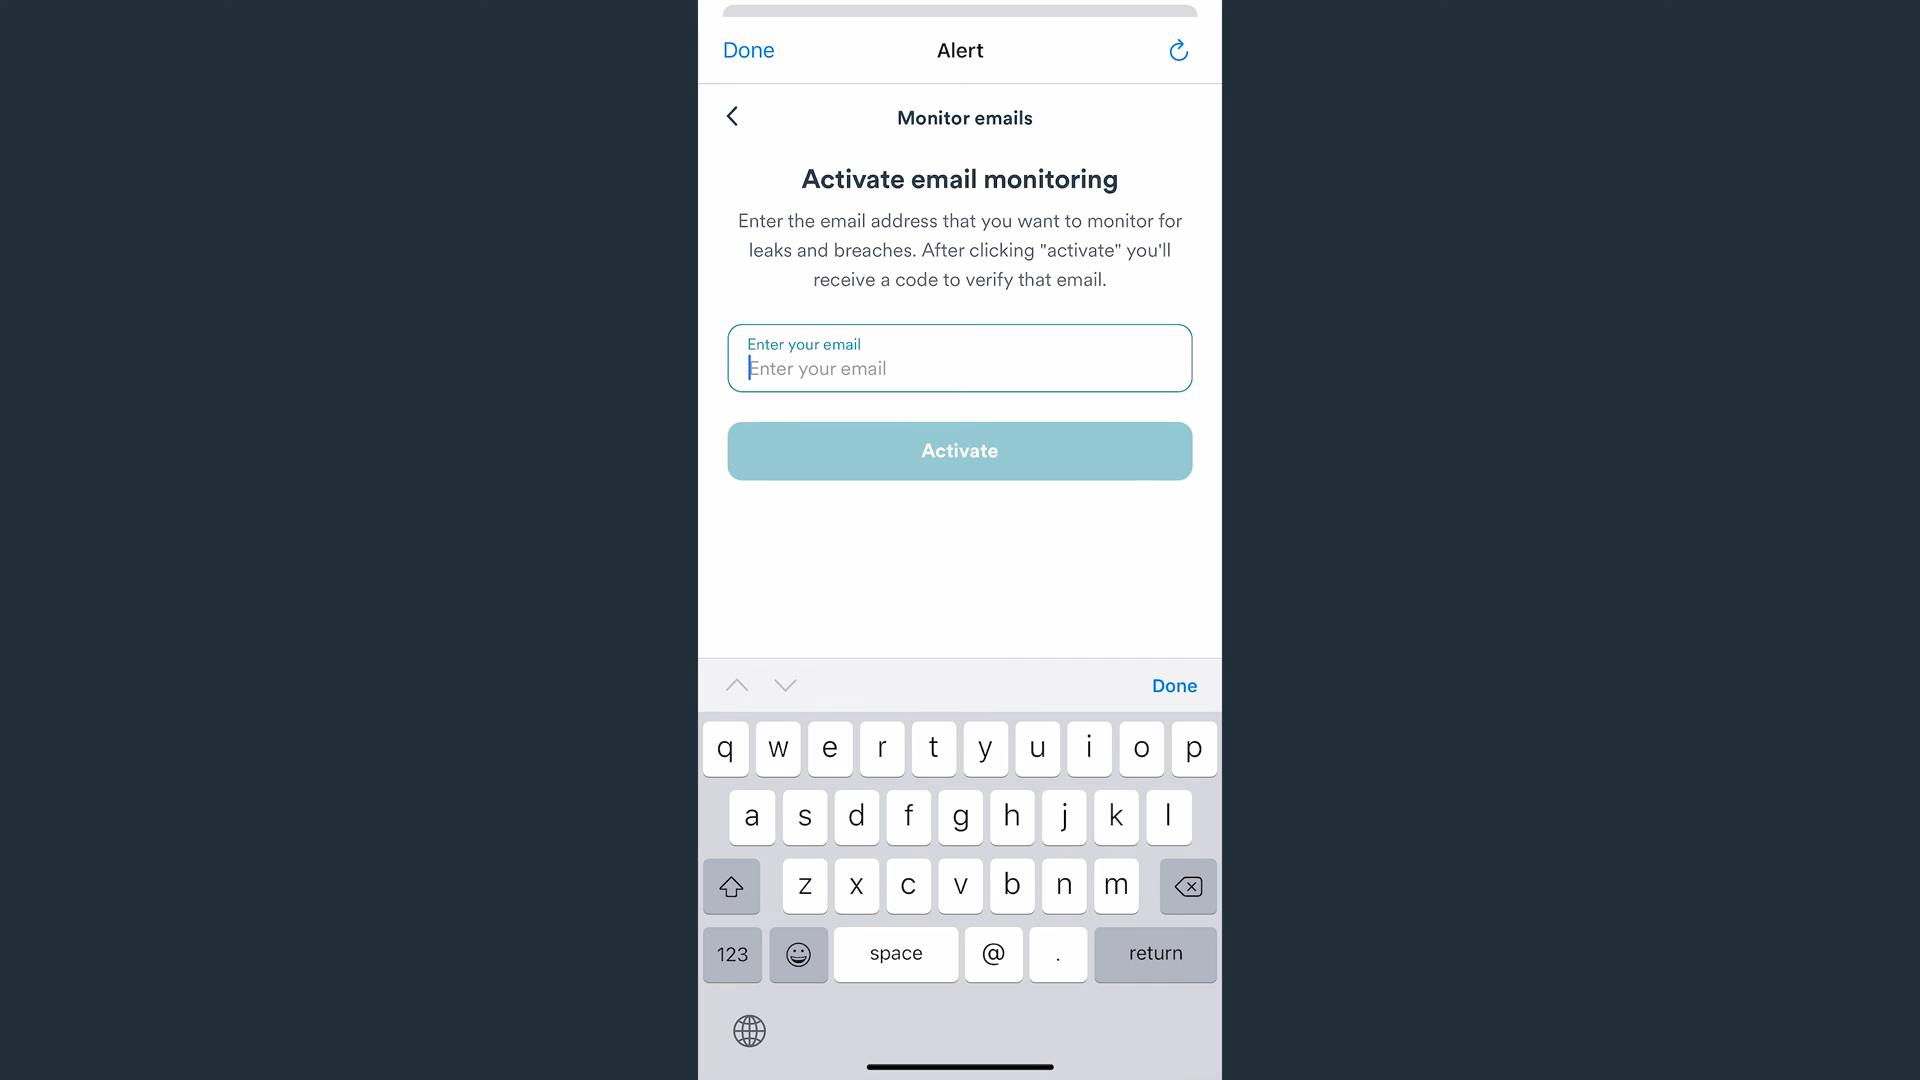 Done Alert
Monitor emails
Activate email monitoring
Enter the email address that you want to monitor for
leaks and breaches. After clicking "activate" you'll
receive a code to verify that email.
Enter your email
Enter your email
Activate
Done
q w e r t y u i o p
a s d f g h j k l
z x c v b n m
123 space @ . return